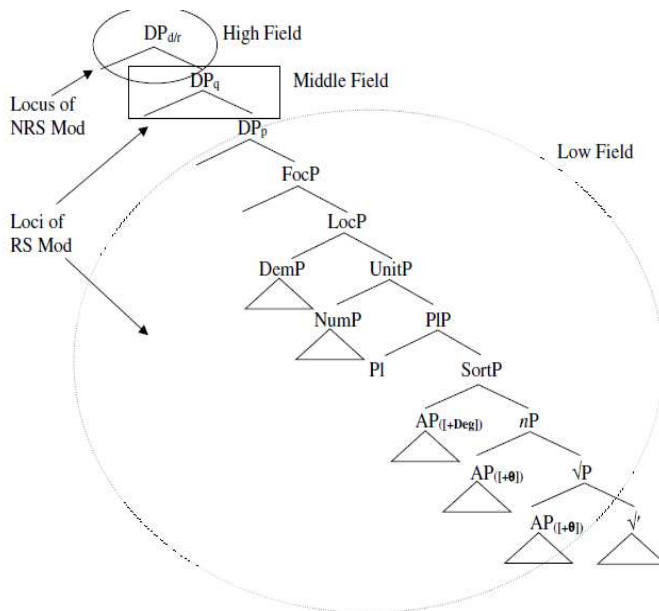 DPd/r High Field
DPq Middle Field
Locus of
NRS Mod
DPp
Low Field
FocP
Loci of
RS Mod
LocP
DemP UnitP
NumP PlP
Pl SortP
AP([+Deg]) nP
AP([+θ]) √P
AP([+θ]) √'